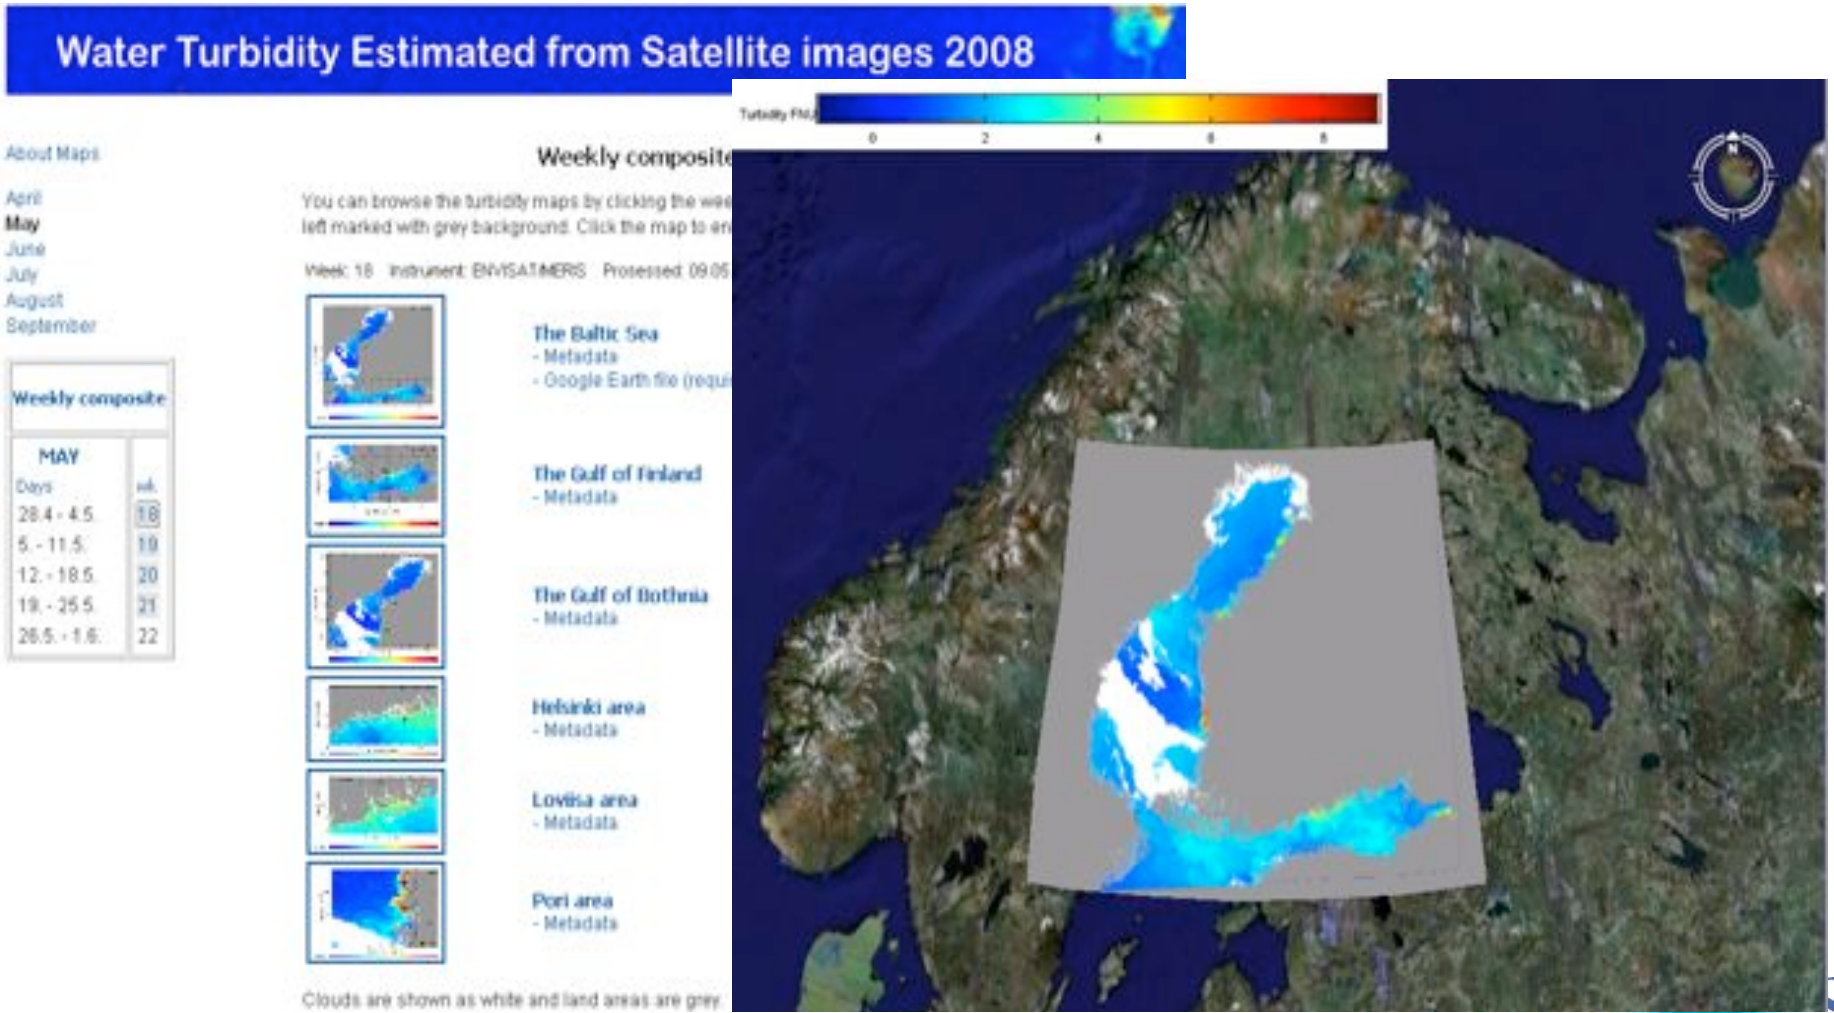 Water Turbidity Estimated from Satellite images 2008
Turbidity FNU
0 2 4 6 8
N
About Maps
April
May
June
July
August
September
Weekly composite
MAY
Days wk.
28.4 - 4.5. 18
5. - 11.5. 19
12. - 18.5. 20
19. - 25.5. 21
26.5. - 1.6. 22
Weekly composite
You can browse the turbidity maps by clicking the
left marked with grey background. Click the map to
Week: 18 Instrument: ENVISAT/MERIS Prosessed: 09.05
The Baltic Sea
- Metadata
- Google Earth file
The Gulf of Finland
- Metadata
The Gulf of Bothnia
- Metadata
Helsinki area
- Metadata
Loviisa area
- Metadata
Pori area
- Metadata
Clouds are shown as white and land areas are grey.